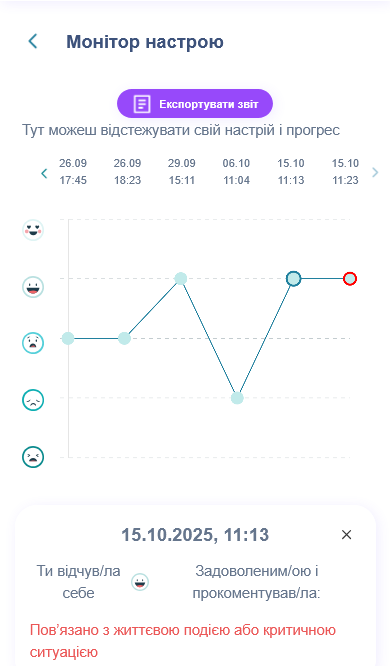 Монітор настрою
Експортувати звіт
Тут можеш відстежувати свій настрій і прогрес
26.09 26.09 29.09 06.10 15.10 15.10
17:45 18:23 15:11 11:04 11:13 11:23
15.10.2025, 11:13
Ти відчув/ла себе
Задоволеним/ою і прокоментував/ла:
Пов’язано з життєвою подією або критичною
ситуацією